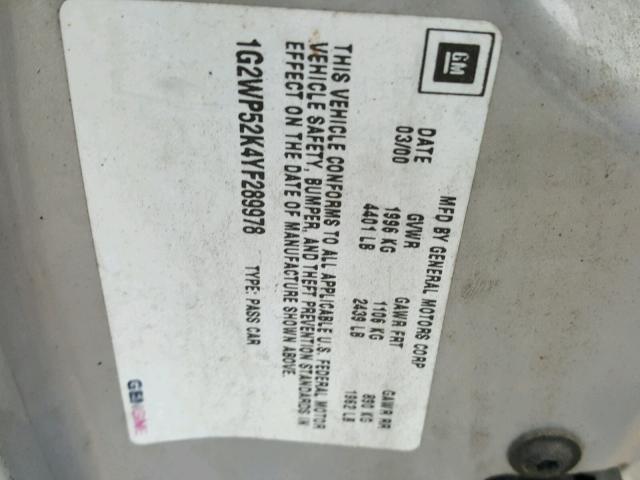 GM
MFD BY GENERAL MOTORS CORP
DATE GVWR GAWR FRT GAWR RR
03/00 1996 KG 1106 KG 890 KG
4401 LB 2439 LB 1962 LB
THIS VEHICLE CONFORMS TO ALL APPLICABLE U.S. FEDERAL MOTOR
VEHICLE SAFETY, BUMPER, AND THEFT PREVENTION STANDARDS IN
EFFECT ON THE DATE OF MANUFACTURE SHOWN ABOVE.
1G2WP52K4YF289978 TYPE: PASS CAR